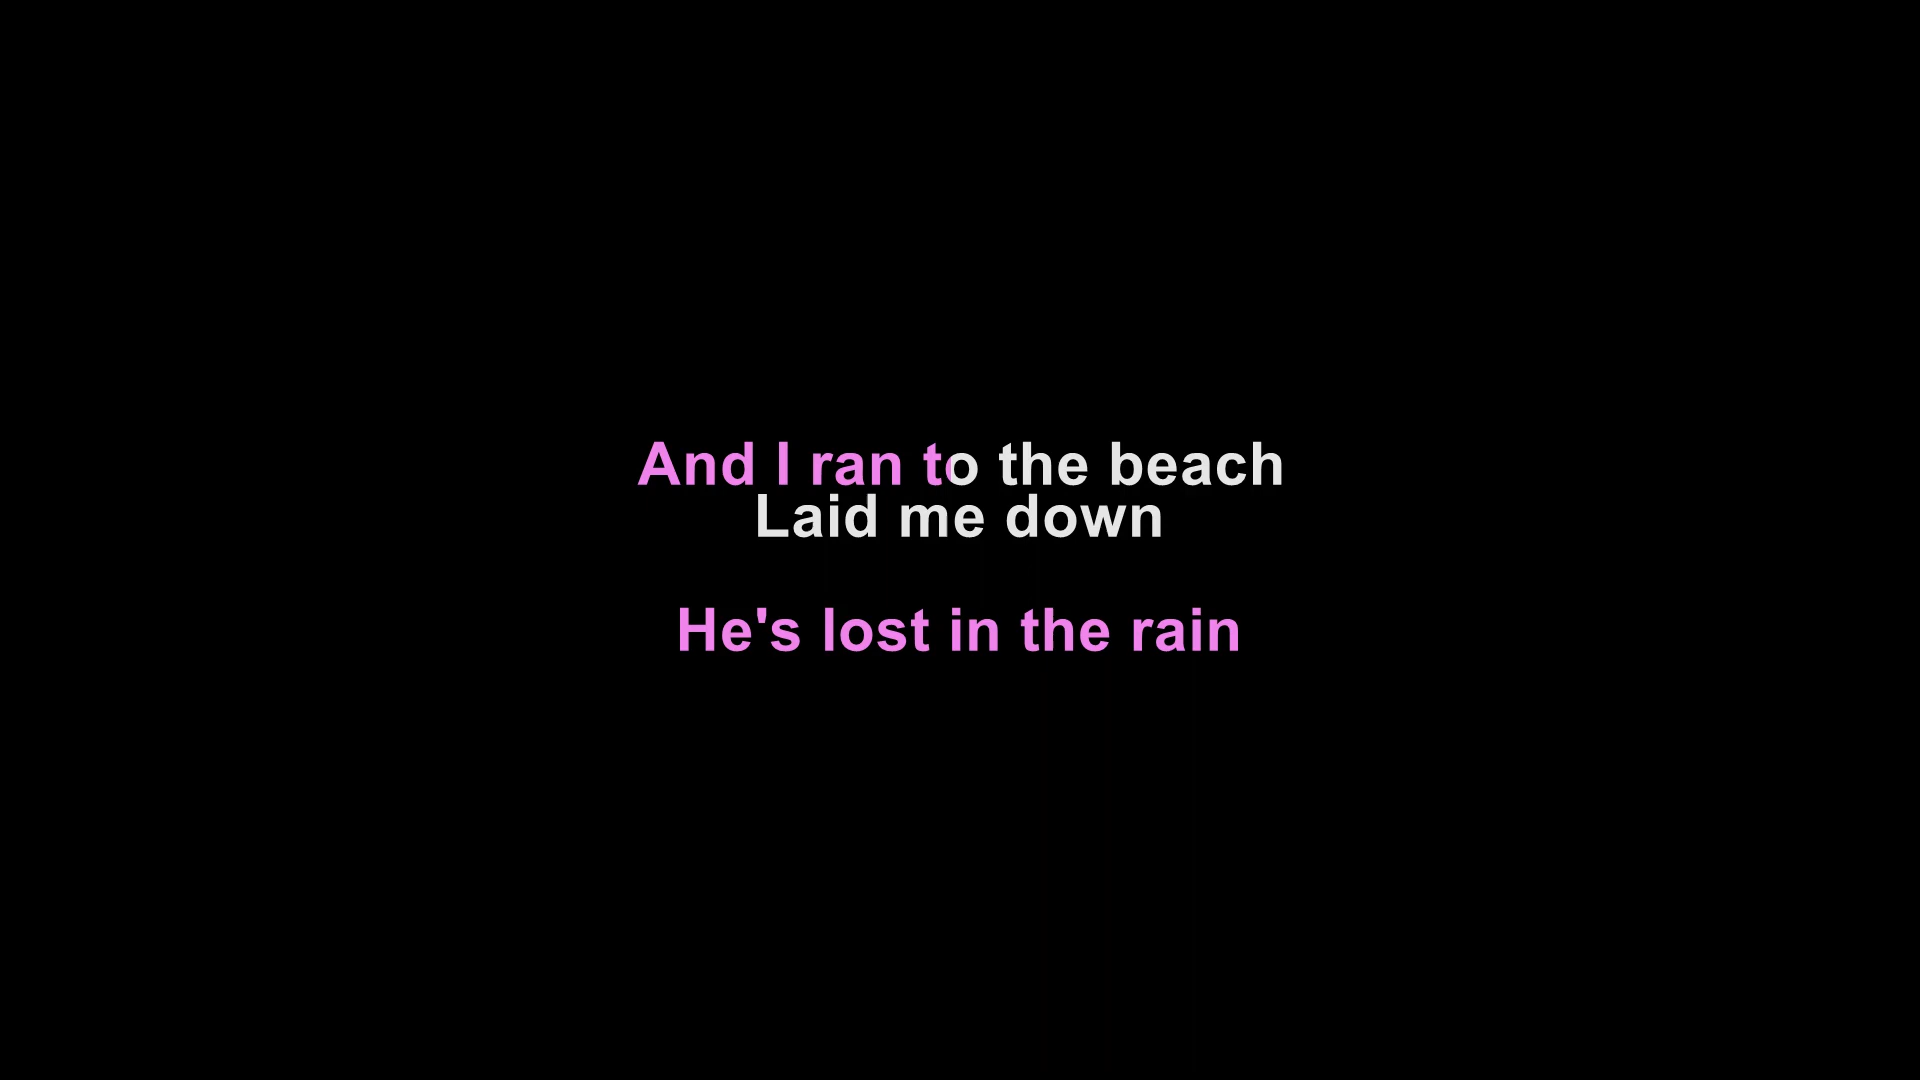 And I ran to the beach
Laid me down
He's lost in the rain